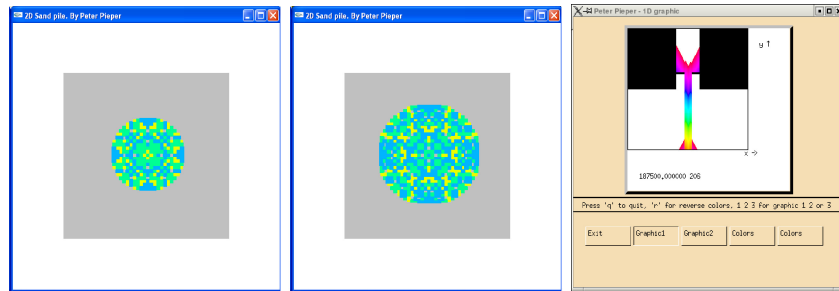 2D Sand pile. By Peter Pieper
2D Sand pile. By Peter Pieper
Peter Pieper - 1D graphic
y ↑
x ->
187500,000000 206
Press 'q' to quit, 'r' for reverse colors, 1 2 3 for graphic 1 2 or 3
Exit Graphic1 Graphic2 Colors Colors